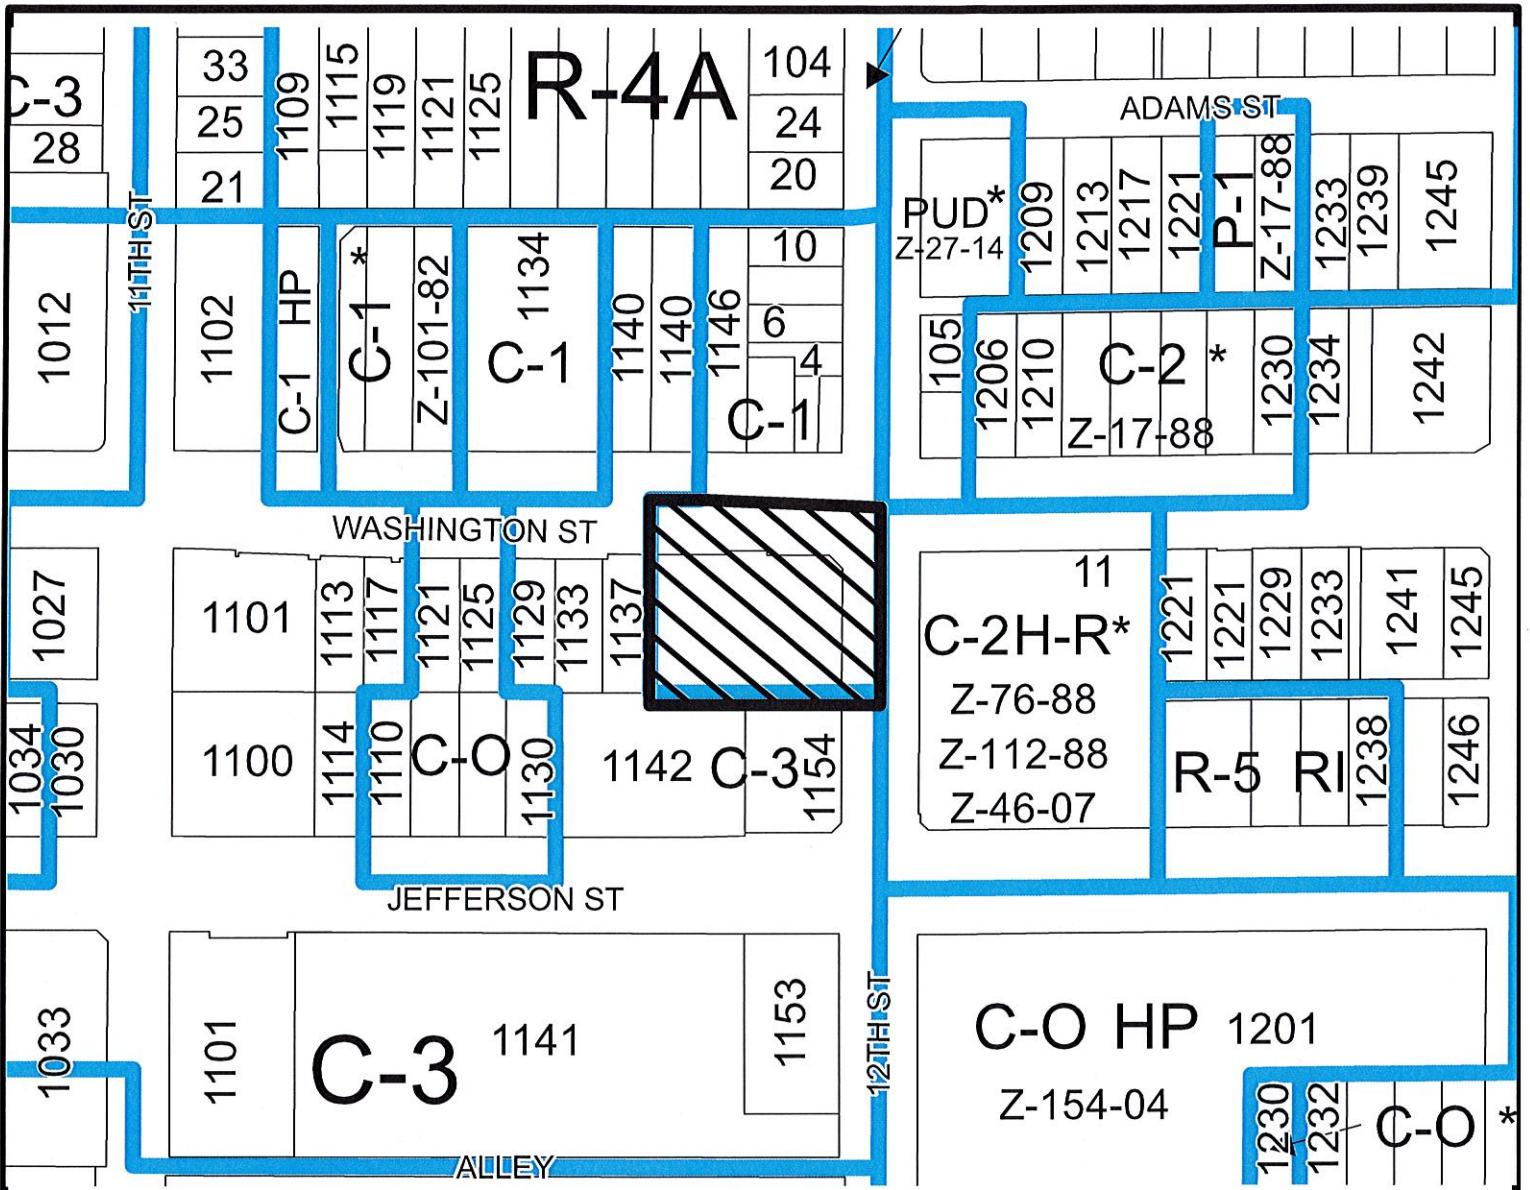 C-3
28
33
25
21
1109
1115
1119
1121
1125
R-4A
104
24
20
ADAMS ST
PUD*
Z-27-14
1209
1213
1217
1221
P-1
Z-17-88
1233
1239
1245
11TH ST
1012
1102
C-1 HP
C-1 *
Z-101-82
1134
C-1
1140
1140
1146
10
6
4
C-1
105
1206
1210
C-2 *
Z-17-88
1230
1234
1242
WASHINGTON ST
1027
1101
1113
1117
1121
1125
1129
1133
1137
11
C-2H-R*
Z-76-88
Z-112-88
Z-46-07
1221
1221
1229
1233
1241
1245
1034
1030
1100
1114
1110
C-O
1130
1142
C-3
1154
R-5 RI
1238
1246
JEFFERSON ST
1033
1101
C-3
1141
1153
12TH ST
C-O HP 1201
Z-154-04
1230
1232
C-O *
ALLEY